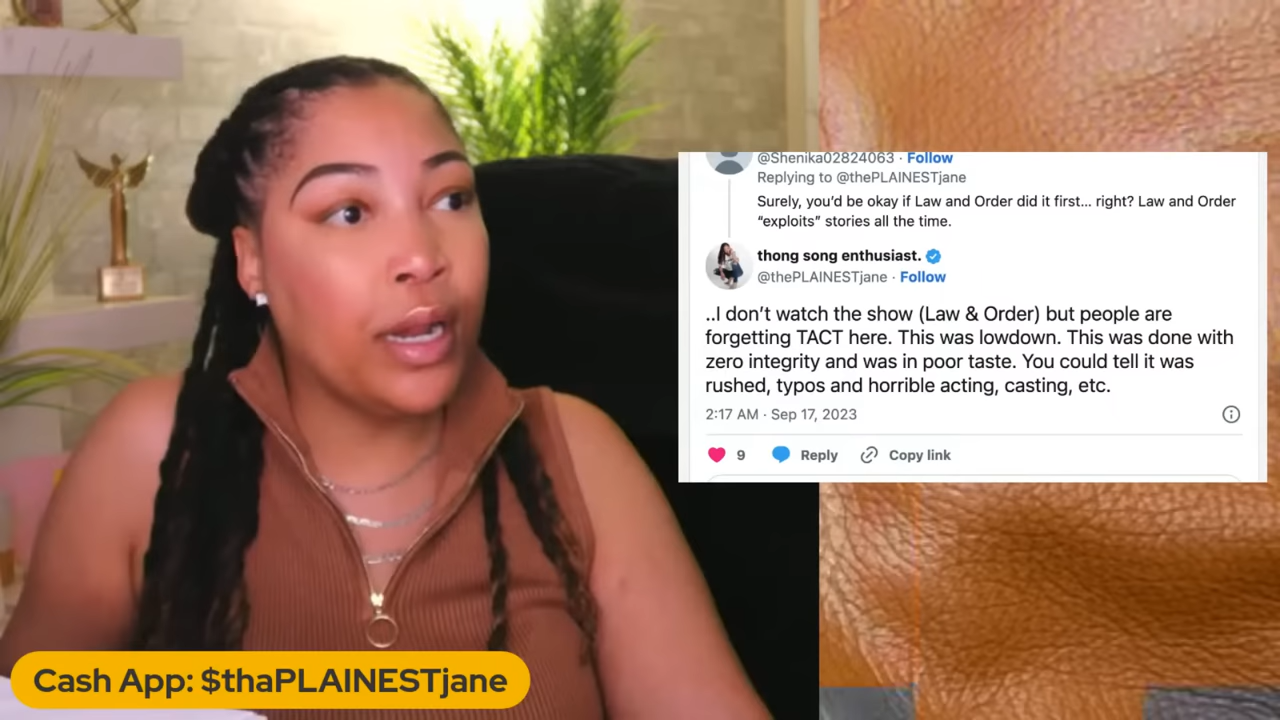 @Shenika02824063 · Follow
Replying to @thePLAINESTjane
Surely, you'd be okay if Law and Order did it first... right? Law and Order
“exploits” stories all the time.
thong song enthusiast.
@thePLAINESTjane · Follow
..I don't watch the show (Law & Order) but people are
forgetting TACT here. This was lowdown. This was done with
zero integrity and was in poor taste. You could tell it was
rushed, typos and horrible acting, casting, etc.
2:17 AM · Sep 17, 2023
9 Reply Copy link
Cash App: $thaPLAINESTjane